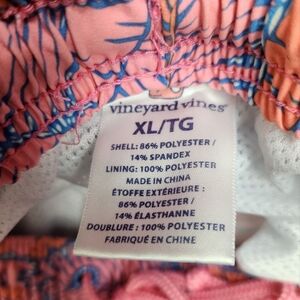 vineyard vines®
XL/TG
SHELL: 86% POLYESTER /
14% SPANDEX
LINING: 100% POLYESTER
MADE IN CHINA
ÉTOFFE EXTÉRIEURE :
86% POLYESTER /
14% ÉLASTHANNE
DOUBLURE : 100% POLYESTER
FABRIQUÉ EN CHINE